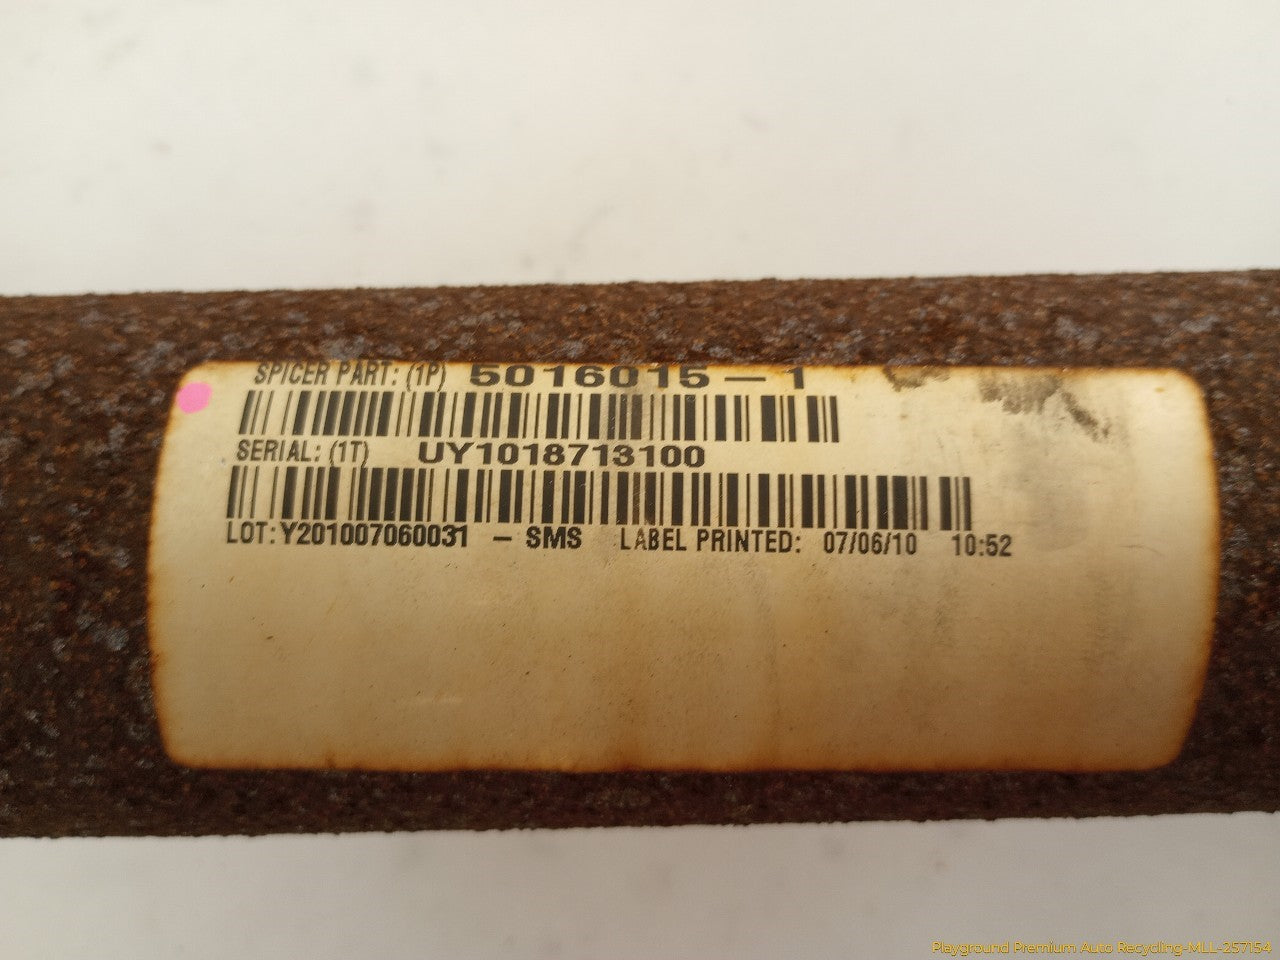 SPICER PART: (1P) 5016015-1
SERIAL: (1T) UY1018713100
LOT: Y201007060031 - SMS LABEL PRINTED: 07/06/10 10:52
Playground Premium Auto Recycling-MLL-257154